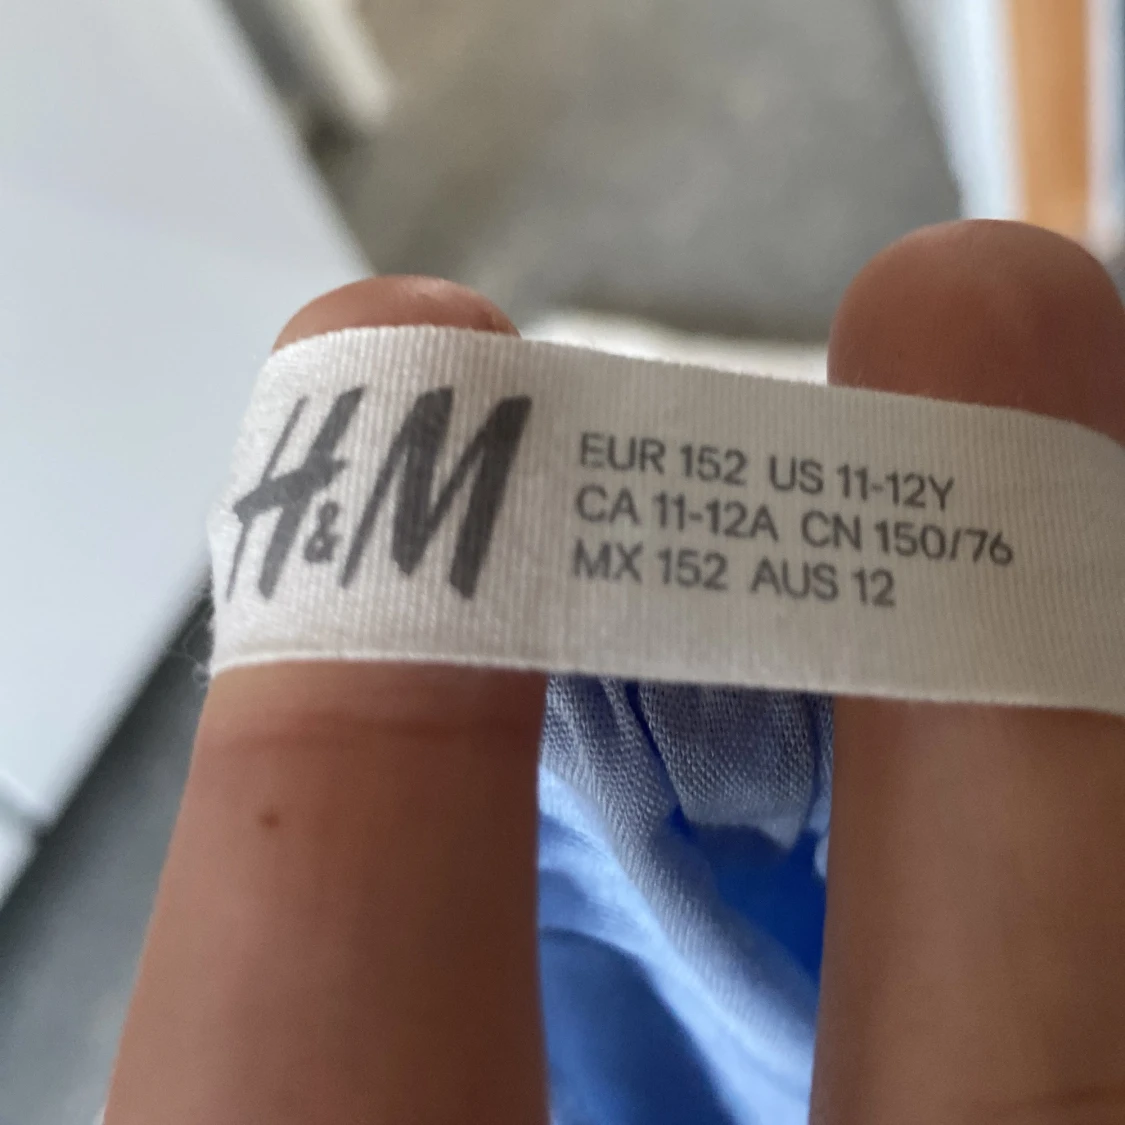 H&M
EUR 152 US 11-12Y
CA 11-12A CN 150/76
MX 152 AUS 12